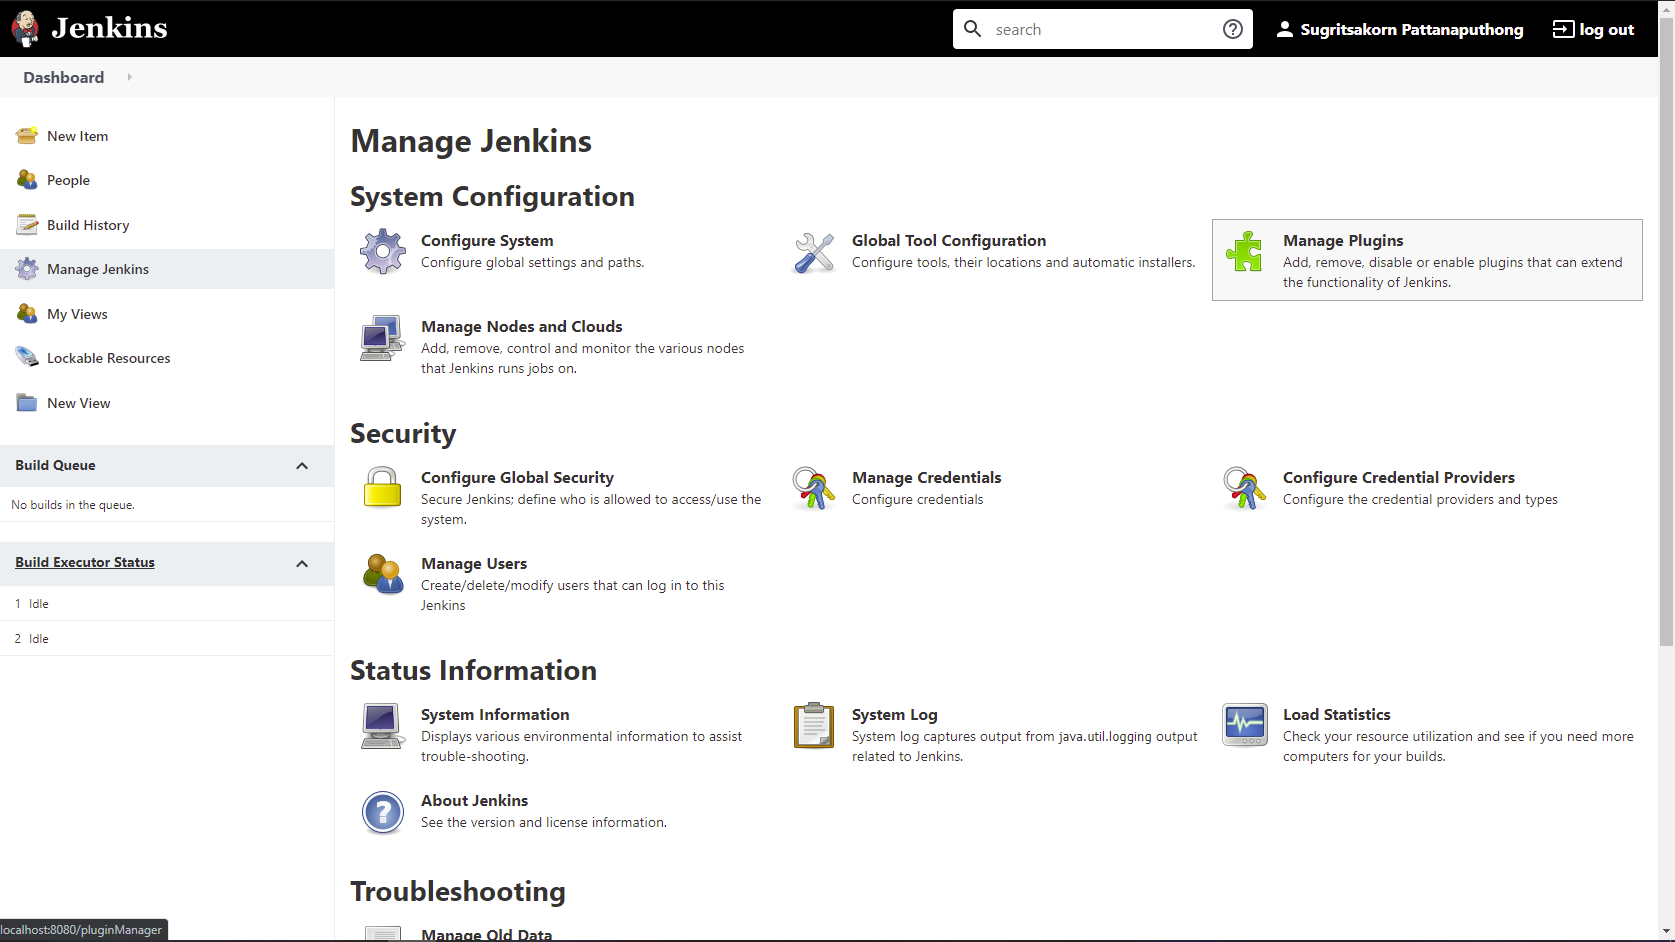 Jenkins
search
Sugritsakorn Pattanaputhong
log out
Dashboard
New Item
People
Build History
Manage Jenkins
My Views
Lockable Resources
New View
Build Queue
No builds in the queue.
Build Executor Status
1 Idle
2 Idle
Manage Jenkins
System Configuration
Configure System
Configure global settings and paths.
Global Tool Configuration
Configure tools, their locations and automatic installers.
Manage Plugins
Add, remove, disable or enable plugins that can extend
the functionality of Jenkins.
Manage Nodes and Clouds
Add, remove, control and monitor the various nodes
that Jenkins runs jobs on.
Security
Configure Global Security
Secure Jenkins; define who is allowed to access/use the
system.
Manage Credentials
Configure credentials
Configure Credential Providers
Configure the credential providers and types
Manage Users
Create/delete/modify users that can log in to this
Jenkins
Status Information
System Information
Displays various environmental information to assist
trouble-shooting.
System Log
System log captures output from java.util.logging output
related to Jenkins.
Load Statistics
Check your resource utilization and see if you need more
computers for your builds.
About Jenkins
See the version and license information.
Troubleshooting
Manage Old Data
localhost:8080/pluginManager